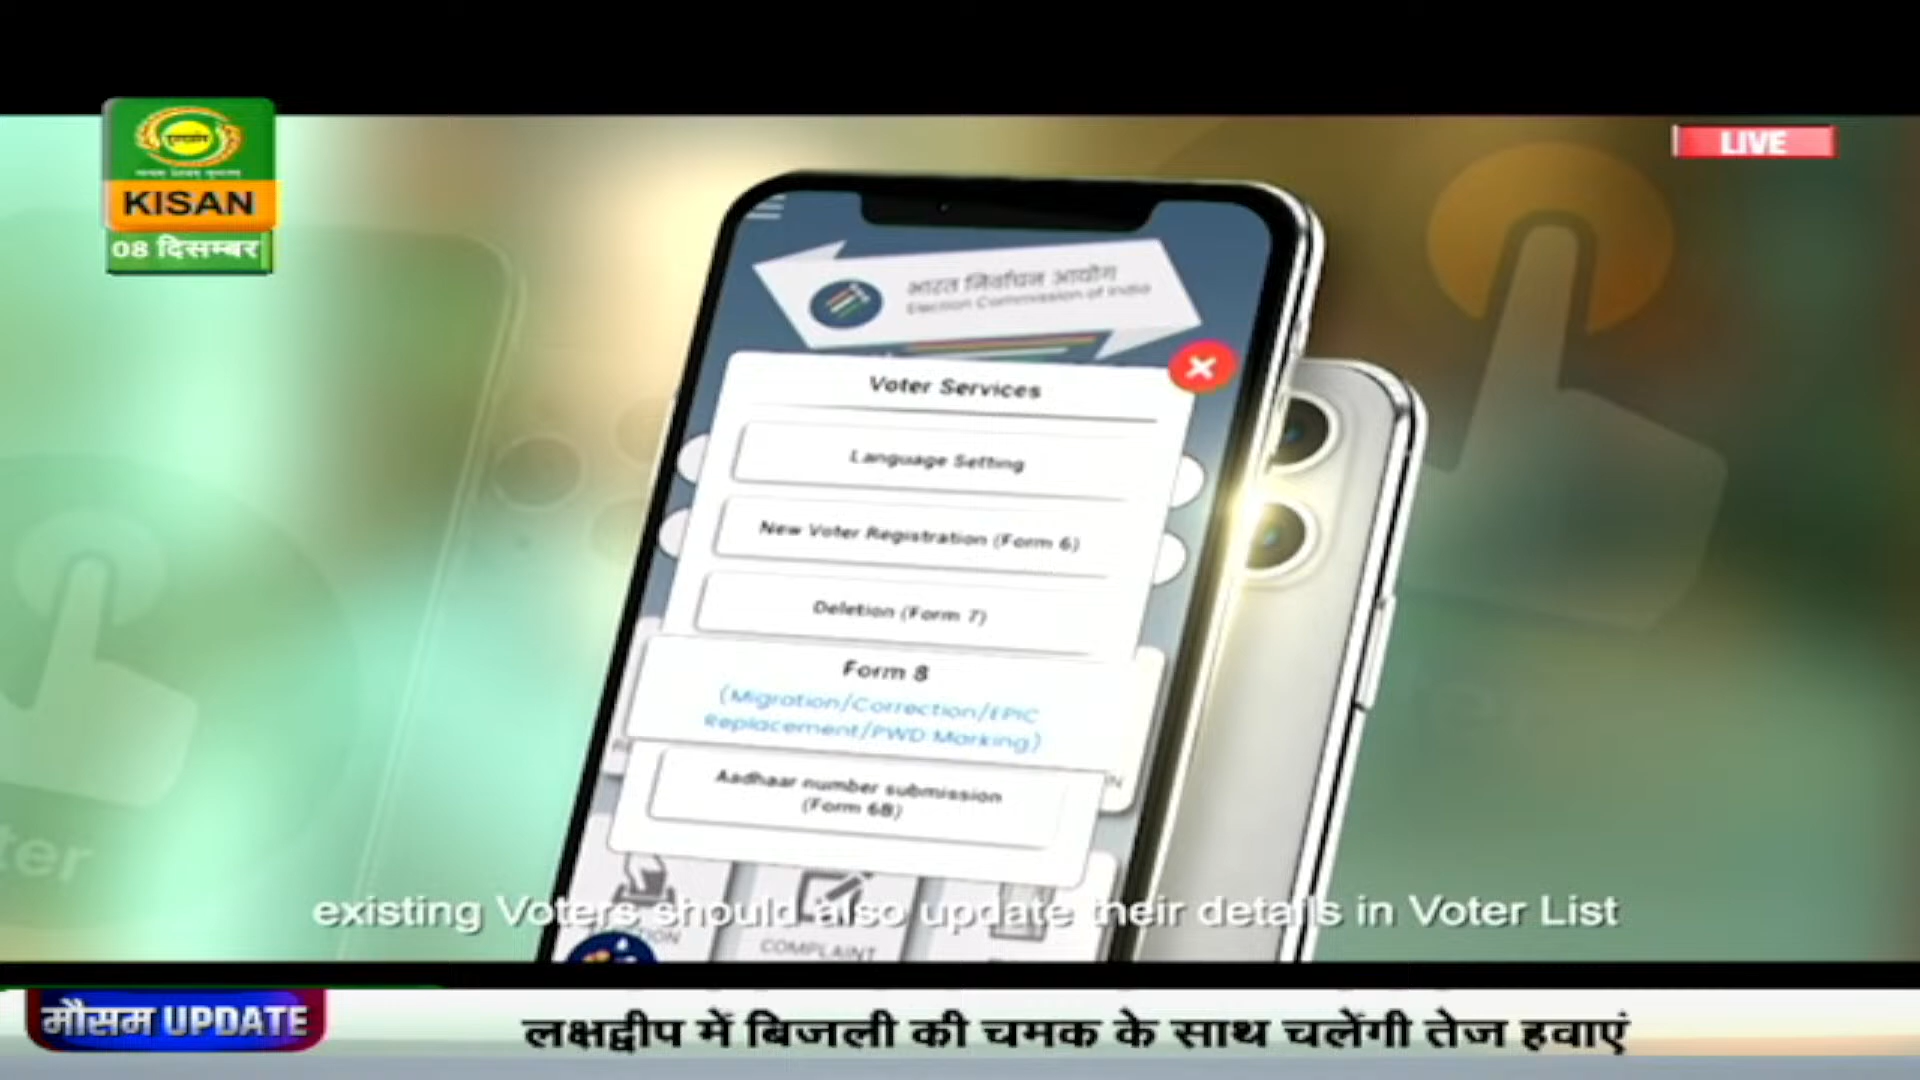 KISAN
08 दिसम्बर
LIVE
भारत निर्वाचन आयोग
Election Commission of India
Voter Services
Language Setting
New Voter Registration (Form 6)
Deletion (Form 7)
Form 8
(Migration/Correction/EPIC
Replacement/PWD Marking)
Aadhaar number submission
(Form 6B)
COMPLAINT
existing Voters should also update their details in Voter List
मौसम UPDATE
लक्षद्वीप में बिजली की चमक के साथ चलेंगी तेज हवाएं